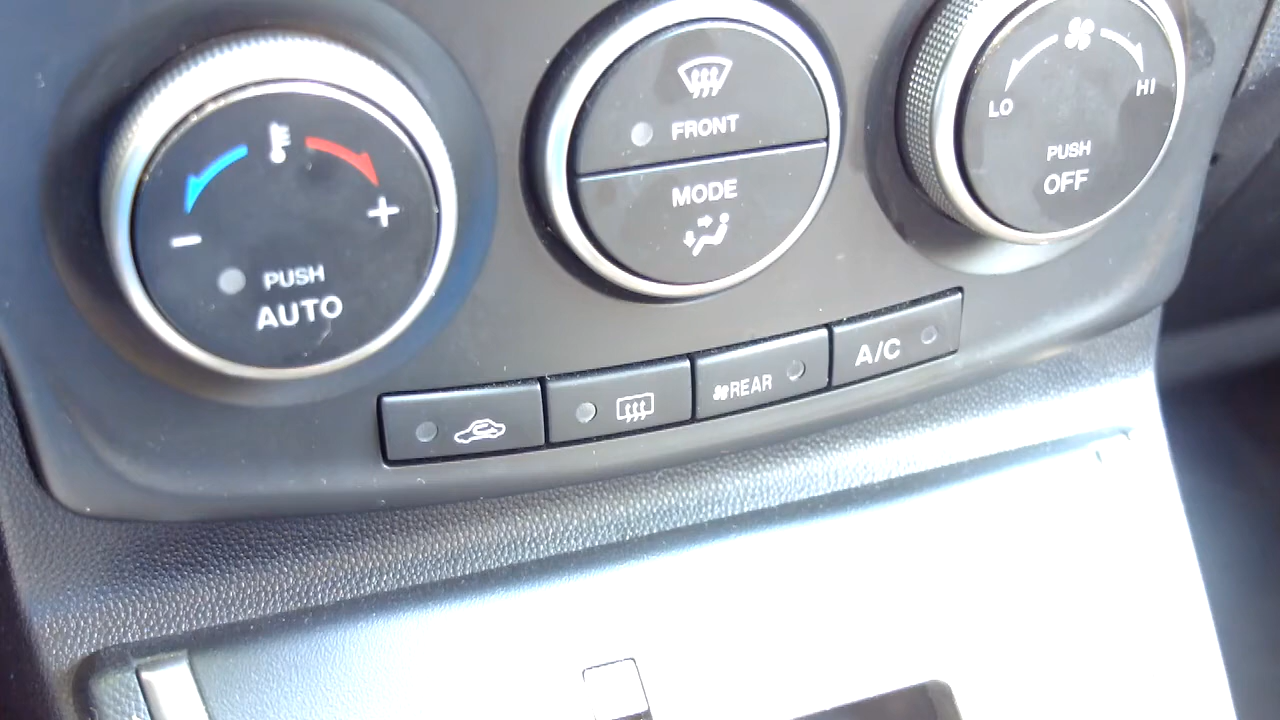 - +
PUSH
AUTO
FRONT
MODE
LO HI
PUSH
OFF
REAR
A/C